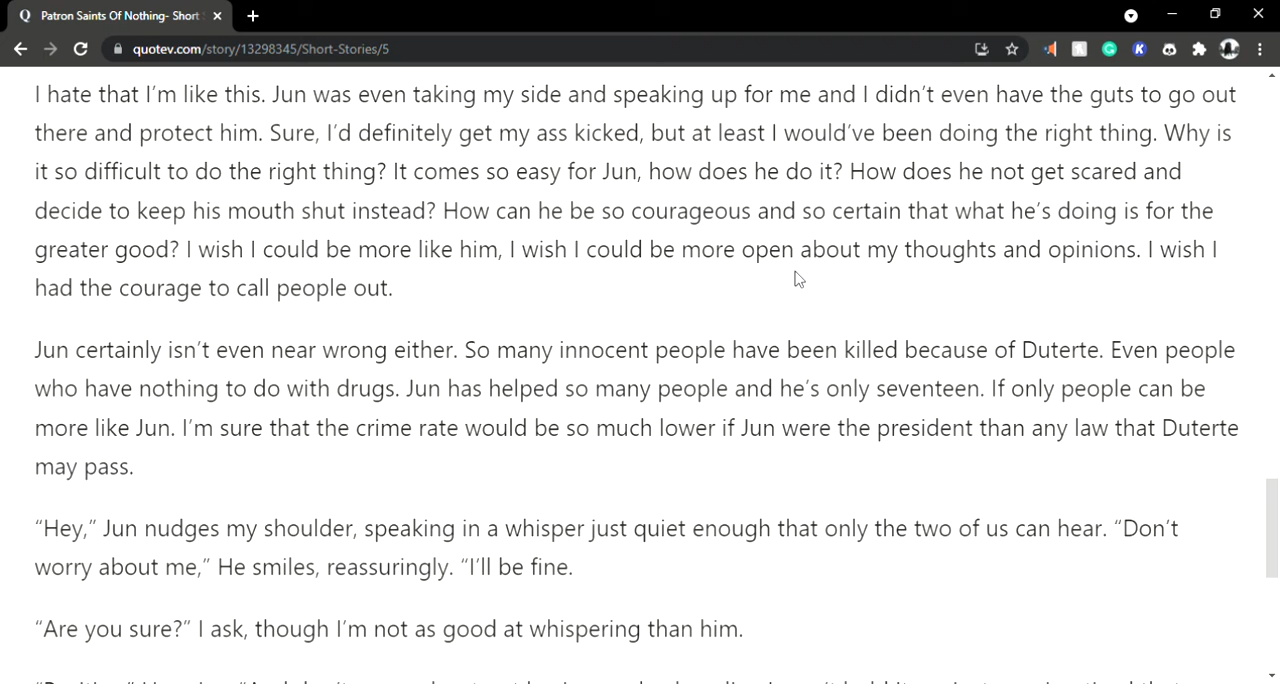 Q Patron Saints Of Nothing- Short
quotev.com/story/13298345/Short-Stories/5
I hate that I’m like this. Jun was even taking my side and speaking up for me and I didn’t even have the guts to go out
there and protect him. Sure, I’d definitely get my ass kicked, but at least I would’ve been doing the right thing. Why is
it so difficult to do the right thing? It comes so easy for Jun, how does he do it? How does he not get scared and
decide to keep his mouth shut instead? How can he be so courageous and so certain that what he’s doing is for the
greater good? I wish I could be more like him, I wish I could be more open about my thoughts and opinions. I wish I
had the courage to call people out.
Jun certainly isn’t even near wrong either. So many innocent people have been killed because of Duterte. Even people
who have nothing to do with drugs. Jun has helped so many people and he’s only seventeen. If only people can be
more like Jun. I’m sure that the crime rate would be so much lower if Jun were the president than any law that Duterte
may pass.
“Hey,” Jun nudges my shoulder, speaking in a whisper just quiet enough that only the two of us can hear. “Don’t
worry about me,” He smiles, reassuringly. “I’ll be fine.
“Are you sure?” I ask, though I’m not as good at whispering than him.